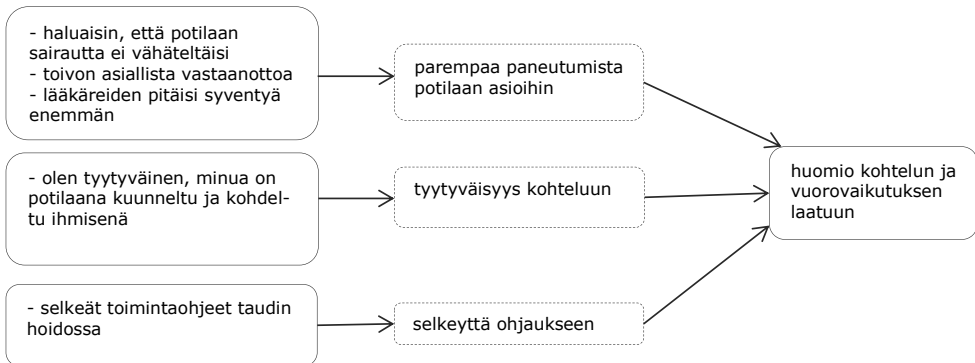 - haluaisin, että potilaan
sairautta ei vähäteltäisi
- toivon asiallista vastaanottoa
- lääkäreiden pitäisi syventyä
enemmän
parempaa paneutumista
potilaan asioihin
- olen tyytyväinen, minua on
potilaana kuunneltu ja kohdel-
tu ihmisenä
tyytyväisyys kohteluun
huomio kohtelun ja
vuorovaikutuksen
laatuun
- selkeät toimintaohjeet taudin
hoidossa
selkeyttä ohjaukseen